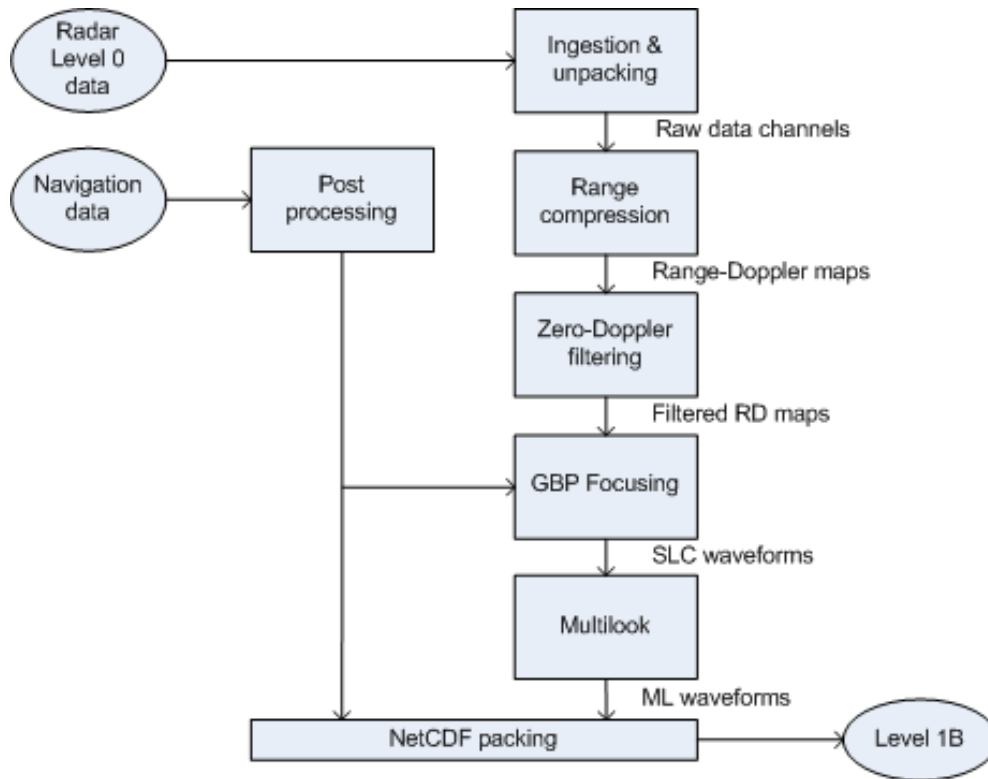 Radar
Level 0
data
Ingestion &
unpacking
Raw data channels
Navigation
data
Post
processing
Range
compression
Range-Doppler maps
Zero-Doppler
filtering
Filtered RD maps
GBP Focusing
SLC waveforms
Multilook
ML waveforms
NetCDF packing
Level 1B